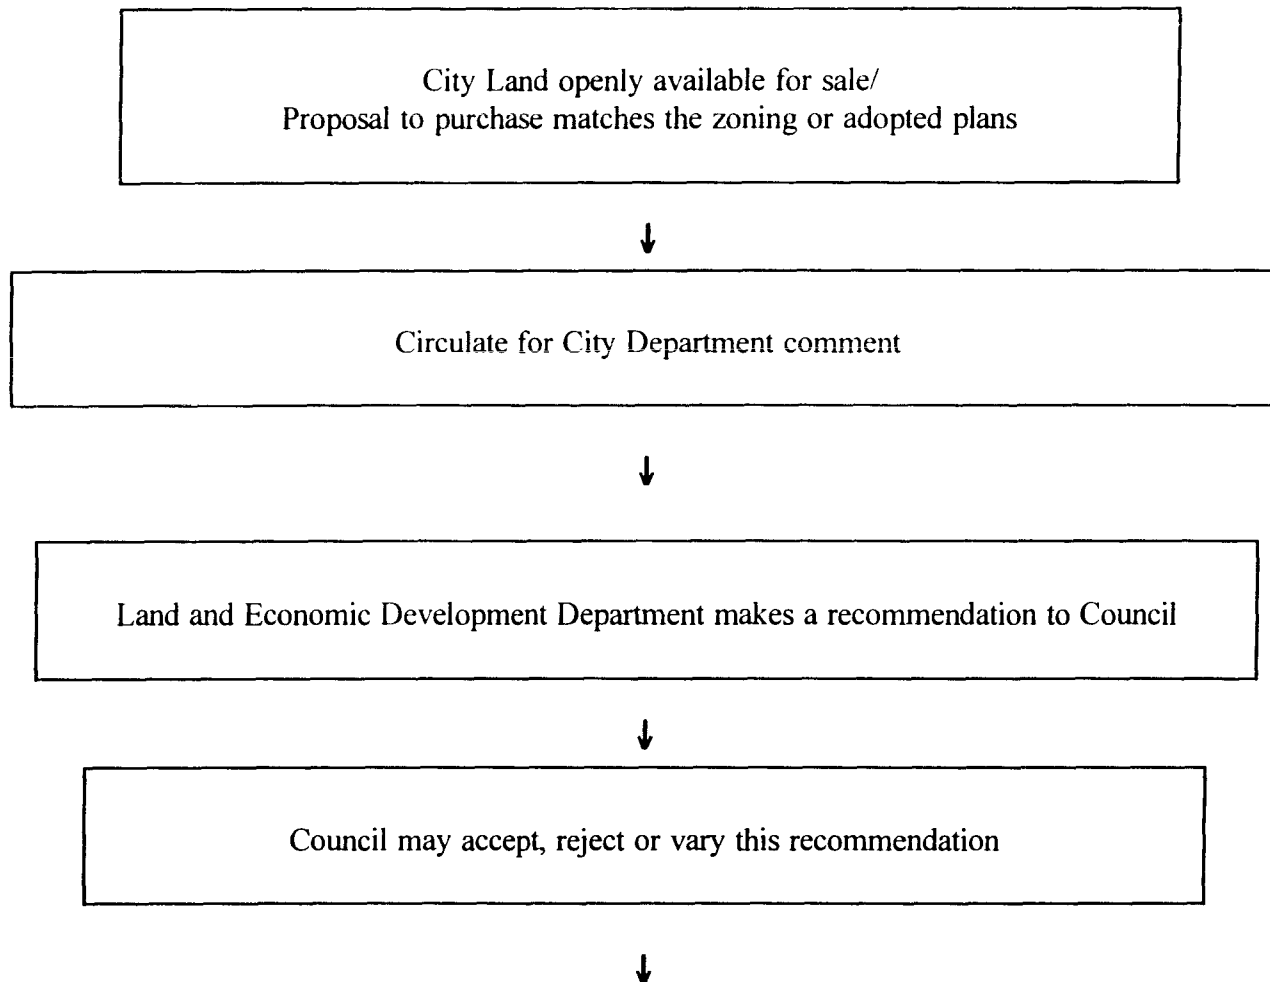 City Land openly available for sale/
Proposal to purchase matches the zoning or adopted plans
Circulate for City Department comment
Land and Economic Development Department makes a recommendation to Council
Council may accept, reject or vary this recommendation